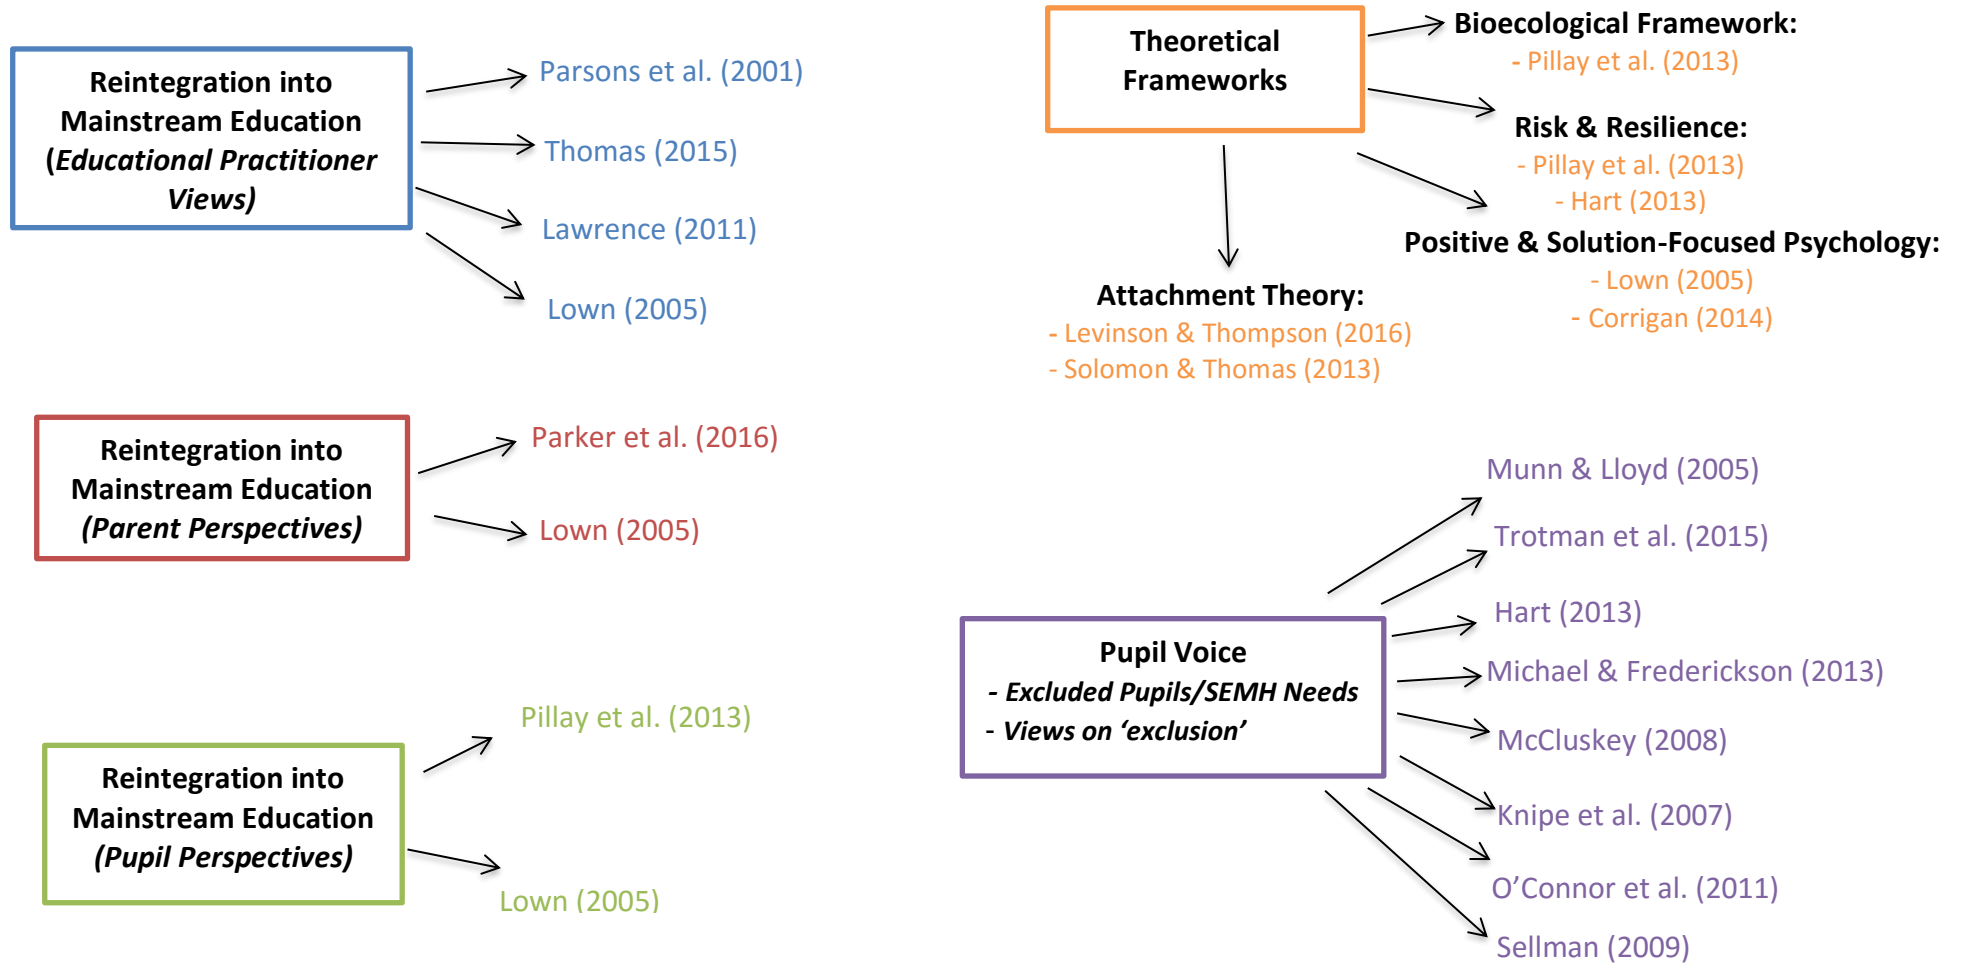 Reintegration into
Mainstream Education
(Educational Practitioner
Views)
Parsons et al. (2001)
Thomas (2015)
Lawrence (2011)
Lown (2005)
Reintegration into
Mainstream Education
(Parent Perspectives)
Parker et al. (2016)
Lown (2005)
Reintegration into
Mainstream Education
(Pupil Perspectives)
Pillay et al. (2013)
Lown (2005)
Theoretical
Frameworks
Bioecological Framework:
- Pillay et al. (2013)
Risk & Resilience:
- Pillay et al. (2013)
- Hart (2013)
Positive & Solution-Focused Psychology:
- Lown (2005)
- Corrigan (2014)
Attachment Theory:
- Levinson & Thompson (2016)
- Solomon & Thomas (2013)
Pupil Voice
- Excluded Pupils/SEMH Needs
- Views on ‘exclusion’
Munn & Lloyd (2005)
Trotman et al. (2015)
Hart (2013)
Michael & Frederickson (2013)
McCluskey (2008)
Knipe et al. (2007)
O’Connor et al. (2011)
Sellman (2009)